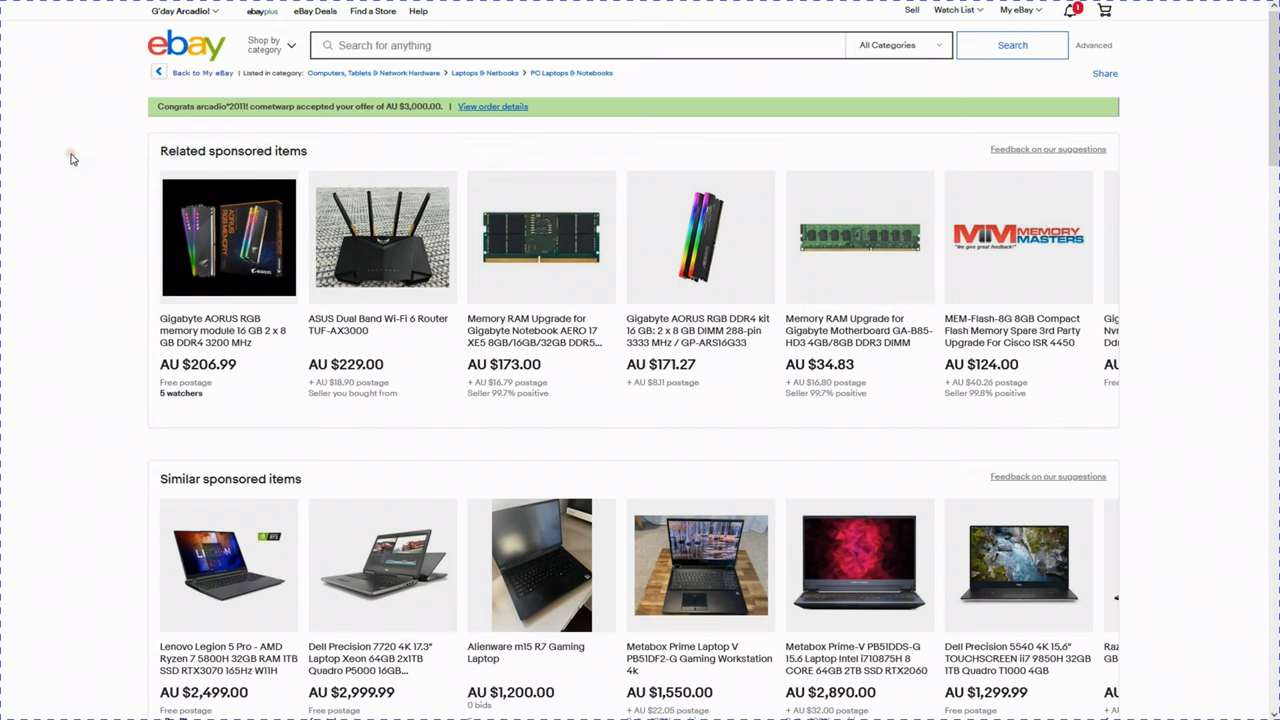 G'day Arcadio!
ebayplus
eBay Deals
Find a Store
Help
Sell
Watch List
My eBay
1
ebay
Shop by
category
Search for anything
All Categories
Search
Advanced
Back to My eBay | Listed in category: Computers, Tablets & Network Hardware > Laptops & Netbooks > PC Laptops & Notebooks
Share
Congrats arcadio*2011! cometwarp accepted your offer of AU $3,000.00. | View order details
Related sponsored items
Feedback on our suggestions
MEMORY
MASTERS
"We give great feedback!"
Gigabyte AORUS RGB
memory module 16 GB 2 x 8
GB DDR4 3200 MHz
AU $206.99
Free postage
5 watchers
ASUS Dual Band Wi-Fi 6 Router
TUF-AX3000
AU $229.00
+ AU $18.90 postage
Seller you bought from
Memory RAM Upgrade for
Gigabyte Notebook AERO 17
XE5 8GB/16GB/32GB DDR5...
AU $173.00
+ AU $16.79 postage
Seller 99.7% positive
Gigabyte AORUS RGB DDR4 kit
16 GB: 2 x 8 GB DIMM 288-pin
3333 MHz / GP-ARS16G33
AU $171.27
+ AU $8.11 postage
Memory RAM Upgrade for
Gigabyte Motherboard GA-B85-
HD3 4GB/8GB DDR3 DIMM
AU $34.83
+ AU $16.80 postage
Seller 99.7% positive
MEM-Flash-8G 8GB Compact
Flash Memory Spare 3rd Party
Upgrade For Cisco ISR 4450
AU $124.00
+ AU $40.26 postage
Seller 99.8% positive
Similar sponsored items
Feedback on our suggestions
Lenovo Legion 5 Pro - AMD
Ryzen 7 5800H 32GB RAM 1TB
SSD RTX3070 165Hz W11H
AU $2,499.00
Dell Precision 7720 4K 17.3"
Laptop Xeon 64GB 2x1TB
Quadro P5000 16GB...
AU $2,999.99
Alienware m15 R7 Gaming
Laptop
AU $1,200.00
0 bids
Metabox Prime Laptop V
PB51DF2-G Gaming Workstation
4k
AU $1,550.00
+ AU $22.05 postage
Metabox Prime-V PB51DDS-G
15.6 Laptop Intel i710875H 8
CORE 64GB 2TB SSD RTX2060
AU $2,890.00
+ AU $32.00 postage
Dell Precision 5540 4K 15.6"
TOUCHSCREEN i7 9850H 32GB
1TB Quadro T1000 4GB
AU $1,299.99